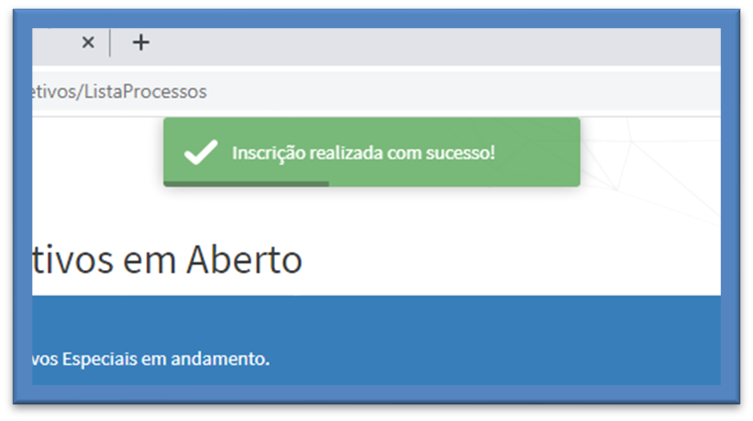 etivos/ListaProcessos
Inscrição realizada com sucesso!
tivos em Aberto
vos Especiais em andamento.